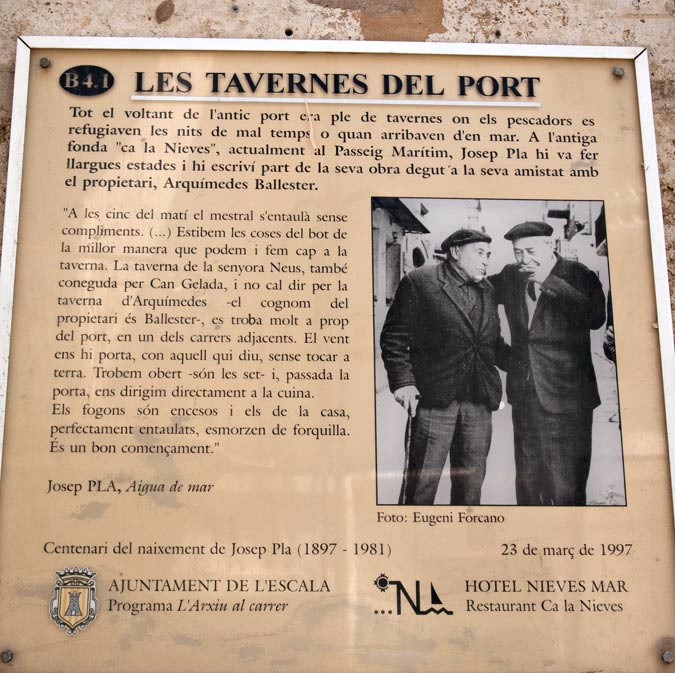 B4.1 LES TAVERNES DEL PORT
Tot el voltant de l'antic port era ple de tavernes on els pescadors es
refugiaven les nits de mal temps o quan arribaven d'en mar. A l'antiga
fonda "ca la Nieves", actualment al Passeig Marítim, Josep Pla hi va fer
llargues estades i hi escriví part de la seva obra degut´a la seva amistat amb
el propietari, Arquímedes Ballester.
"A les cinc del matí el mestral s'entaulà sense
compliments. (...) Estibem les coses del bot de
la millor manera que podem i fem cap a la
taverna. La taverna de la senyora Neus, també
coneguda per Can Gelada, i no cal dir per la
taverna d'Arquímedes -el cognom del
propietari és Ballester-, es troba molt a prop
del port, en un dels carrers adjacents. El vent
ens hi porta, con aquell qui diu, sense tocar a
terra. Trobem obert -són les set- i, passada la
porta, ens dirigim directament a la cuina.
Els fogons són encesos i els de la casa,
perfectament entaulats, esmorzen de forquilla.
És un bon començament."
Josep PLA, Aigua de mar
Foto: Eugeni Forcano
Centenari del naixement de Josep Pla (1897 - 1981) 23 de març de 1997
AJUNTAMENT DE L'ESCALA
Programa L'Arxiu al carrer
...NM
HOTEL NIEVES MAR
Restaurant Ca la Nieves